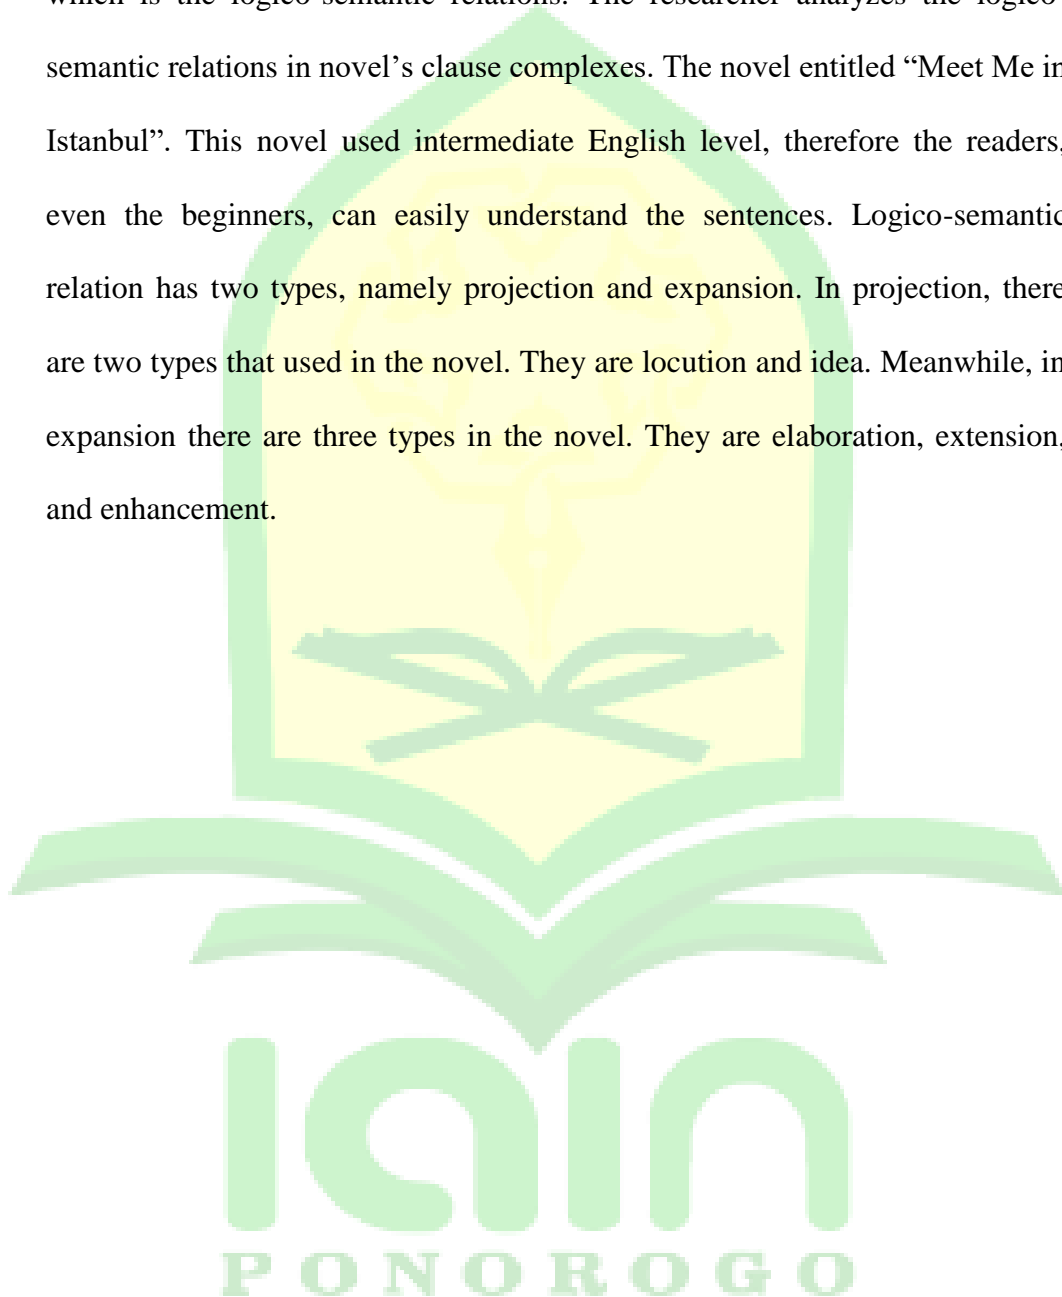 which is the logico-semantic relations. The researcher analyzes the logico-
semantic relations in novel’s clause complexes. The novel entitled “Meet Me in
Istanbul”. This novel used intermediate English level, therefore the readers,
even the beginners, can easily understand the sentences. Logico-semantic
relation has two types, namely projection and expansion. In projection, there
are two types that used in the novel. They are locution and idea. Meanwhile, in
expansion there are three types in the novel. They are elaboration, extension,
and enhancement.
IAIN
PONOROGO